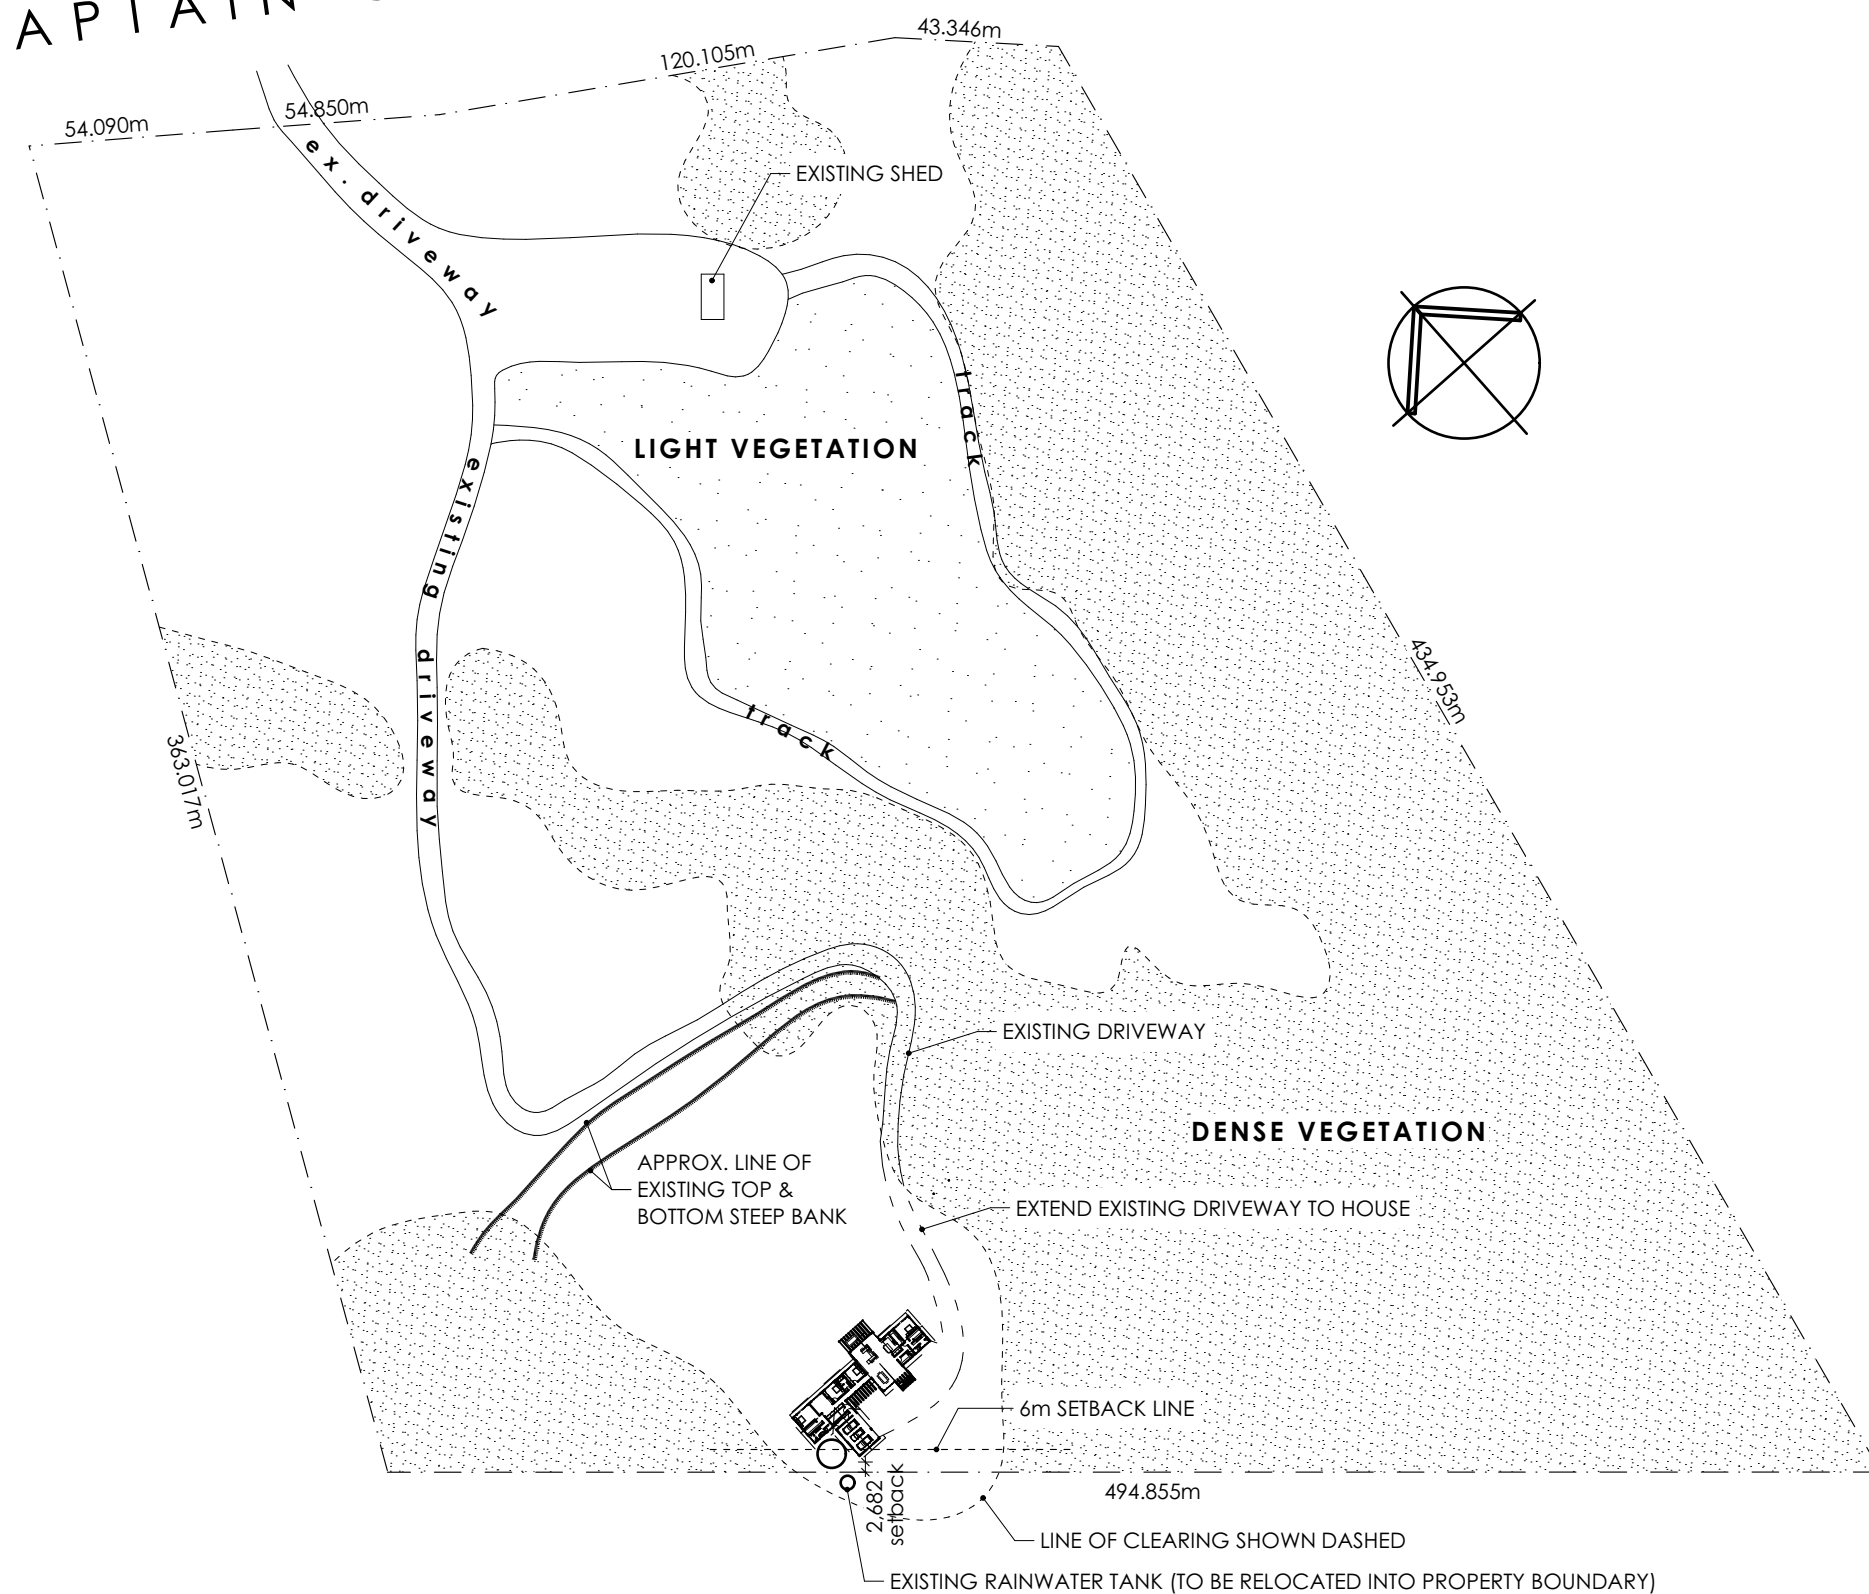 APTAIN
43.346m
120.105m
54.850m
54.090m
ex. driveway
EXISTING SHED
track
LIGHT VEGETATION
existing driveway
434.953m
track
363.017m
EXISTING DRIVEWAY
DENSE VEGETATION
APPROX. LINE OF
EXISTING TOP &
BOTTOM STEEP BANK
EXTEND EXISTING DRIVEWAY TO HOUSE
6m SETBACK LINE
2,682
setback
494.855m
LINE OF CLEARING SHOWN DASHED
EXISTING RAINWATER TANK (TO BE RELOCATED INTO PROPERTY BOUNDARY)